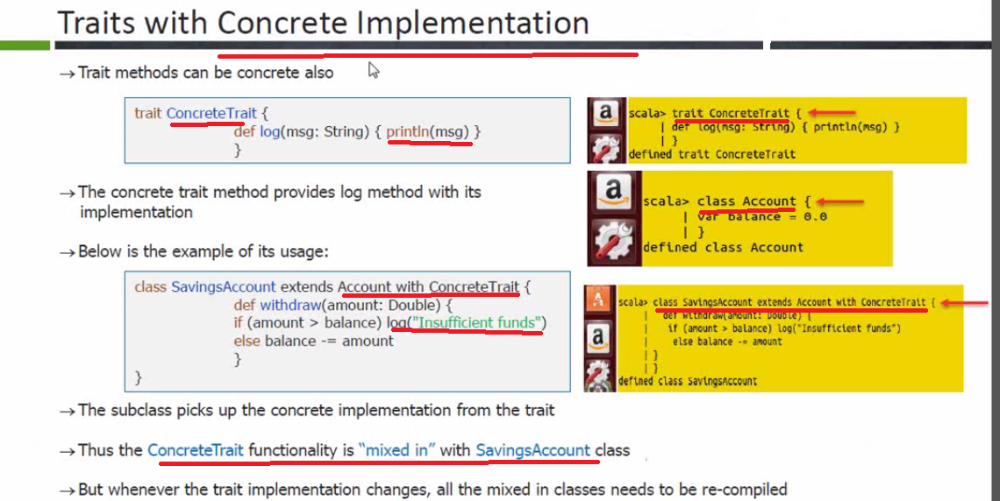 Traits with Concrete Implementation
→ Trait methods can be concrete also
trait ConcreteTrait {
def log(msg: String) { println(msg) }
}
scala> trait ConcreteTrait {
| def log(msg: String) { println(msg) }
| }
defined trait ConcreteTrait
→ The concrete trait method provides log method with its
implementation
scala> class Account {
| var balance = 0.0
| }
defined class Account
→ Below is the example of its usage:
class SavingsAccount extends Account with ConcreteTrait {
def withdraw(amount: Double) {
if (amount > balance) log("Insufficient funds")
else balance -= amount
}
}
scala> class SavingsAccount extends Account with ConcreteTrait {
| def withdraw(amount: Double) {
| if (amount > balance) log("Insufficient funds")
| else balance -= amount
| }
| }
defined class SavingsAccount
→ The subclass picks up the concrete implementation from the trait
→ Thus the ConcreteTrait functionality is “mixed in” with SavingsAccount class
→ But whenever the trait implementation changes, all the mixed in classes needs to be re-compiled